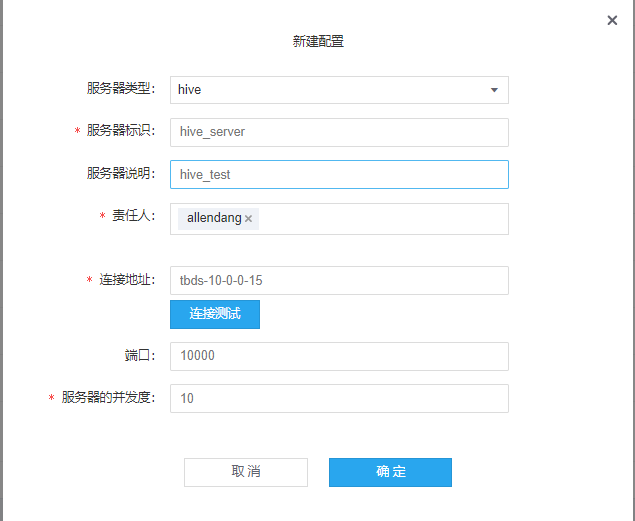 新建配置
服务器类型： hive
* 服务器标识： hive_server
服务器说明： hive_test
* 责任人： allendang ×
* 连接地址： tbds-10-0-0-15
连接测试
端口： 10000
* 服务器的并发度： 10
取 消 确 定